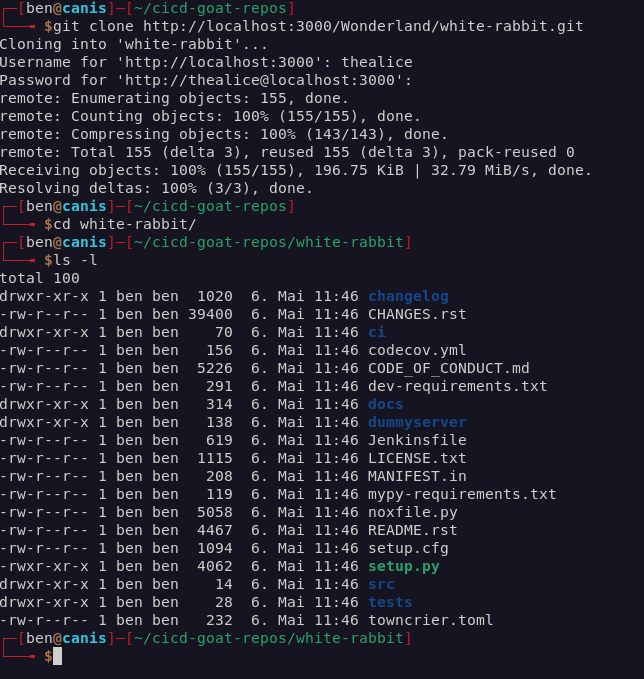 ┌─[ben@canis]─[~/cicd-goat-repos]
└──╼ $git clone http://localhost:3000/Wonderland/white-rabbit.git
Cloning into 'white-rabbit'...
Username for 'http://localhost:3000': thealice
Password for 'http://thealice@localhost:3000':
remote: Enumerating objects: 155, done.
remote: Counting objects: 100% (155/155), done.
remote: Compressing objects: 100% (143/143), done.
remote: Total 155 (delta 3), reused 155 (delta 3), pack-reused 0
Receiving objects: 100% (155/155), 196.75 KiB | 32.79 MiB/s, done.
Resolving deltas: 100% (3/3), done.
┌─[ben@canis]─[~/cicd-goat-repos]
└──╼ $cd white-rabbit/
┌─[ben@canis]─[~/cicd-goat-repos/white-rabbit]
└──╼ $ls -l
total 100
drwxr-xr-x 1 ben ben  1020  6. Mai 11:46 changelog
-rw-r--r-- 1 ben ben 39400  6. Mai 11:46 CHANGES.rst
drwxr-xr-x 1 ben ben    70  6. Mai 11:46 ci
-rw-r--r-- 1 ben ben   156  6. Mai 11:46 codecov.yml
-rw-r--r-- 1 ben ben  5226  6. Mai 11:46 CODE_OF_CONDUCT.md
-rw-r--r-- 1 ben ben   291  6. Mai 11:46 dev-requirements.txt
drwxr-xr-x 1 ben ben   314  6. Mai 11:46 docs
drwxr-xr-x 1 ben ben   138  6. Mai 11:46 dummyserver
-rw-r--r-- 1 ben ben   619  6. Mai 11:46 Jenkinsfile
-rw-r--r-- 1 ben ben  1115  6. Mai 11:46 LICENSE.txt
-rw-r--r-- 1 ben ben   208  6. Mai 11:46 MANIFEST.in
-rw-r--r-- 1 ben ben   119  6. Mai 11:46 mypy-requirements.txt
-rw-r--r-- 1 ben ben  5058  6. Mai 11:46 noxfile.py
-rw-r--r-- 1 ben ben  4467  6. Mai 11:46 README.rst
-rw-r--r-- 1 ben ben  1094  6. Mai 11:46 setup.cfg
-rwxr-xr-x 1 ben ben  4062  6. Mai 11:46 setup.py
drwxr-xr-x 1 ben ben    14  6. Mai 11:46 src
drwxr-xr-x 1 ben ben    28  6. Mai 11:46 tests
-rw-r--r-- 1 ben ben   232  6. Mai 11:46 towncrier.toml
┌─[ben@canis]─[~/cicd-goat-repos/white-rabbit]
└──╼ $